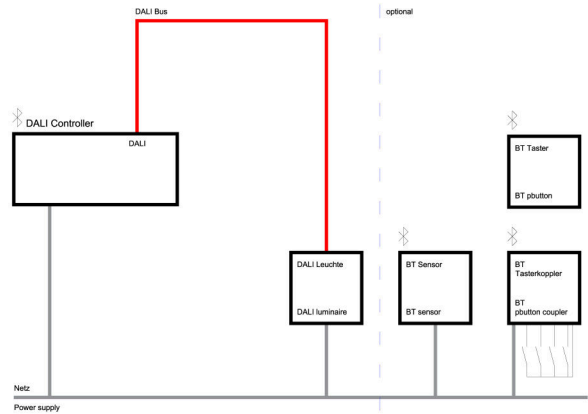 DALI Bus
optional
DALI Controller
DALI
BT Taster
BT pbutton
DALI Leuchte
DALI luminaire
BT Sensor
BT sensor
BT
Tasterkoppler
BT
pbutton coupler
Netz
Power supply